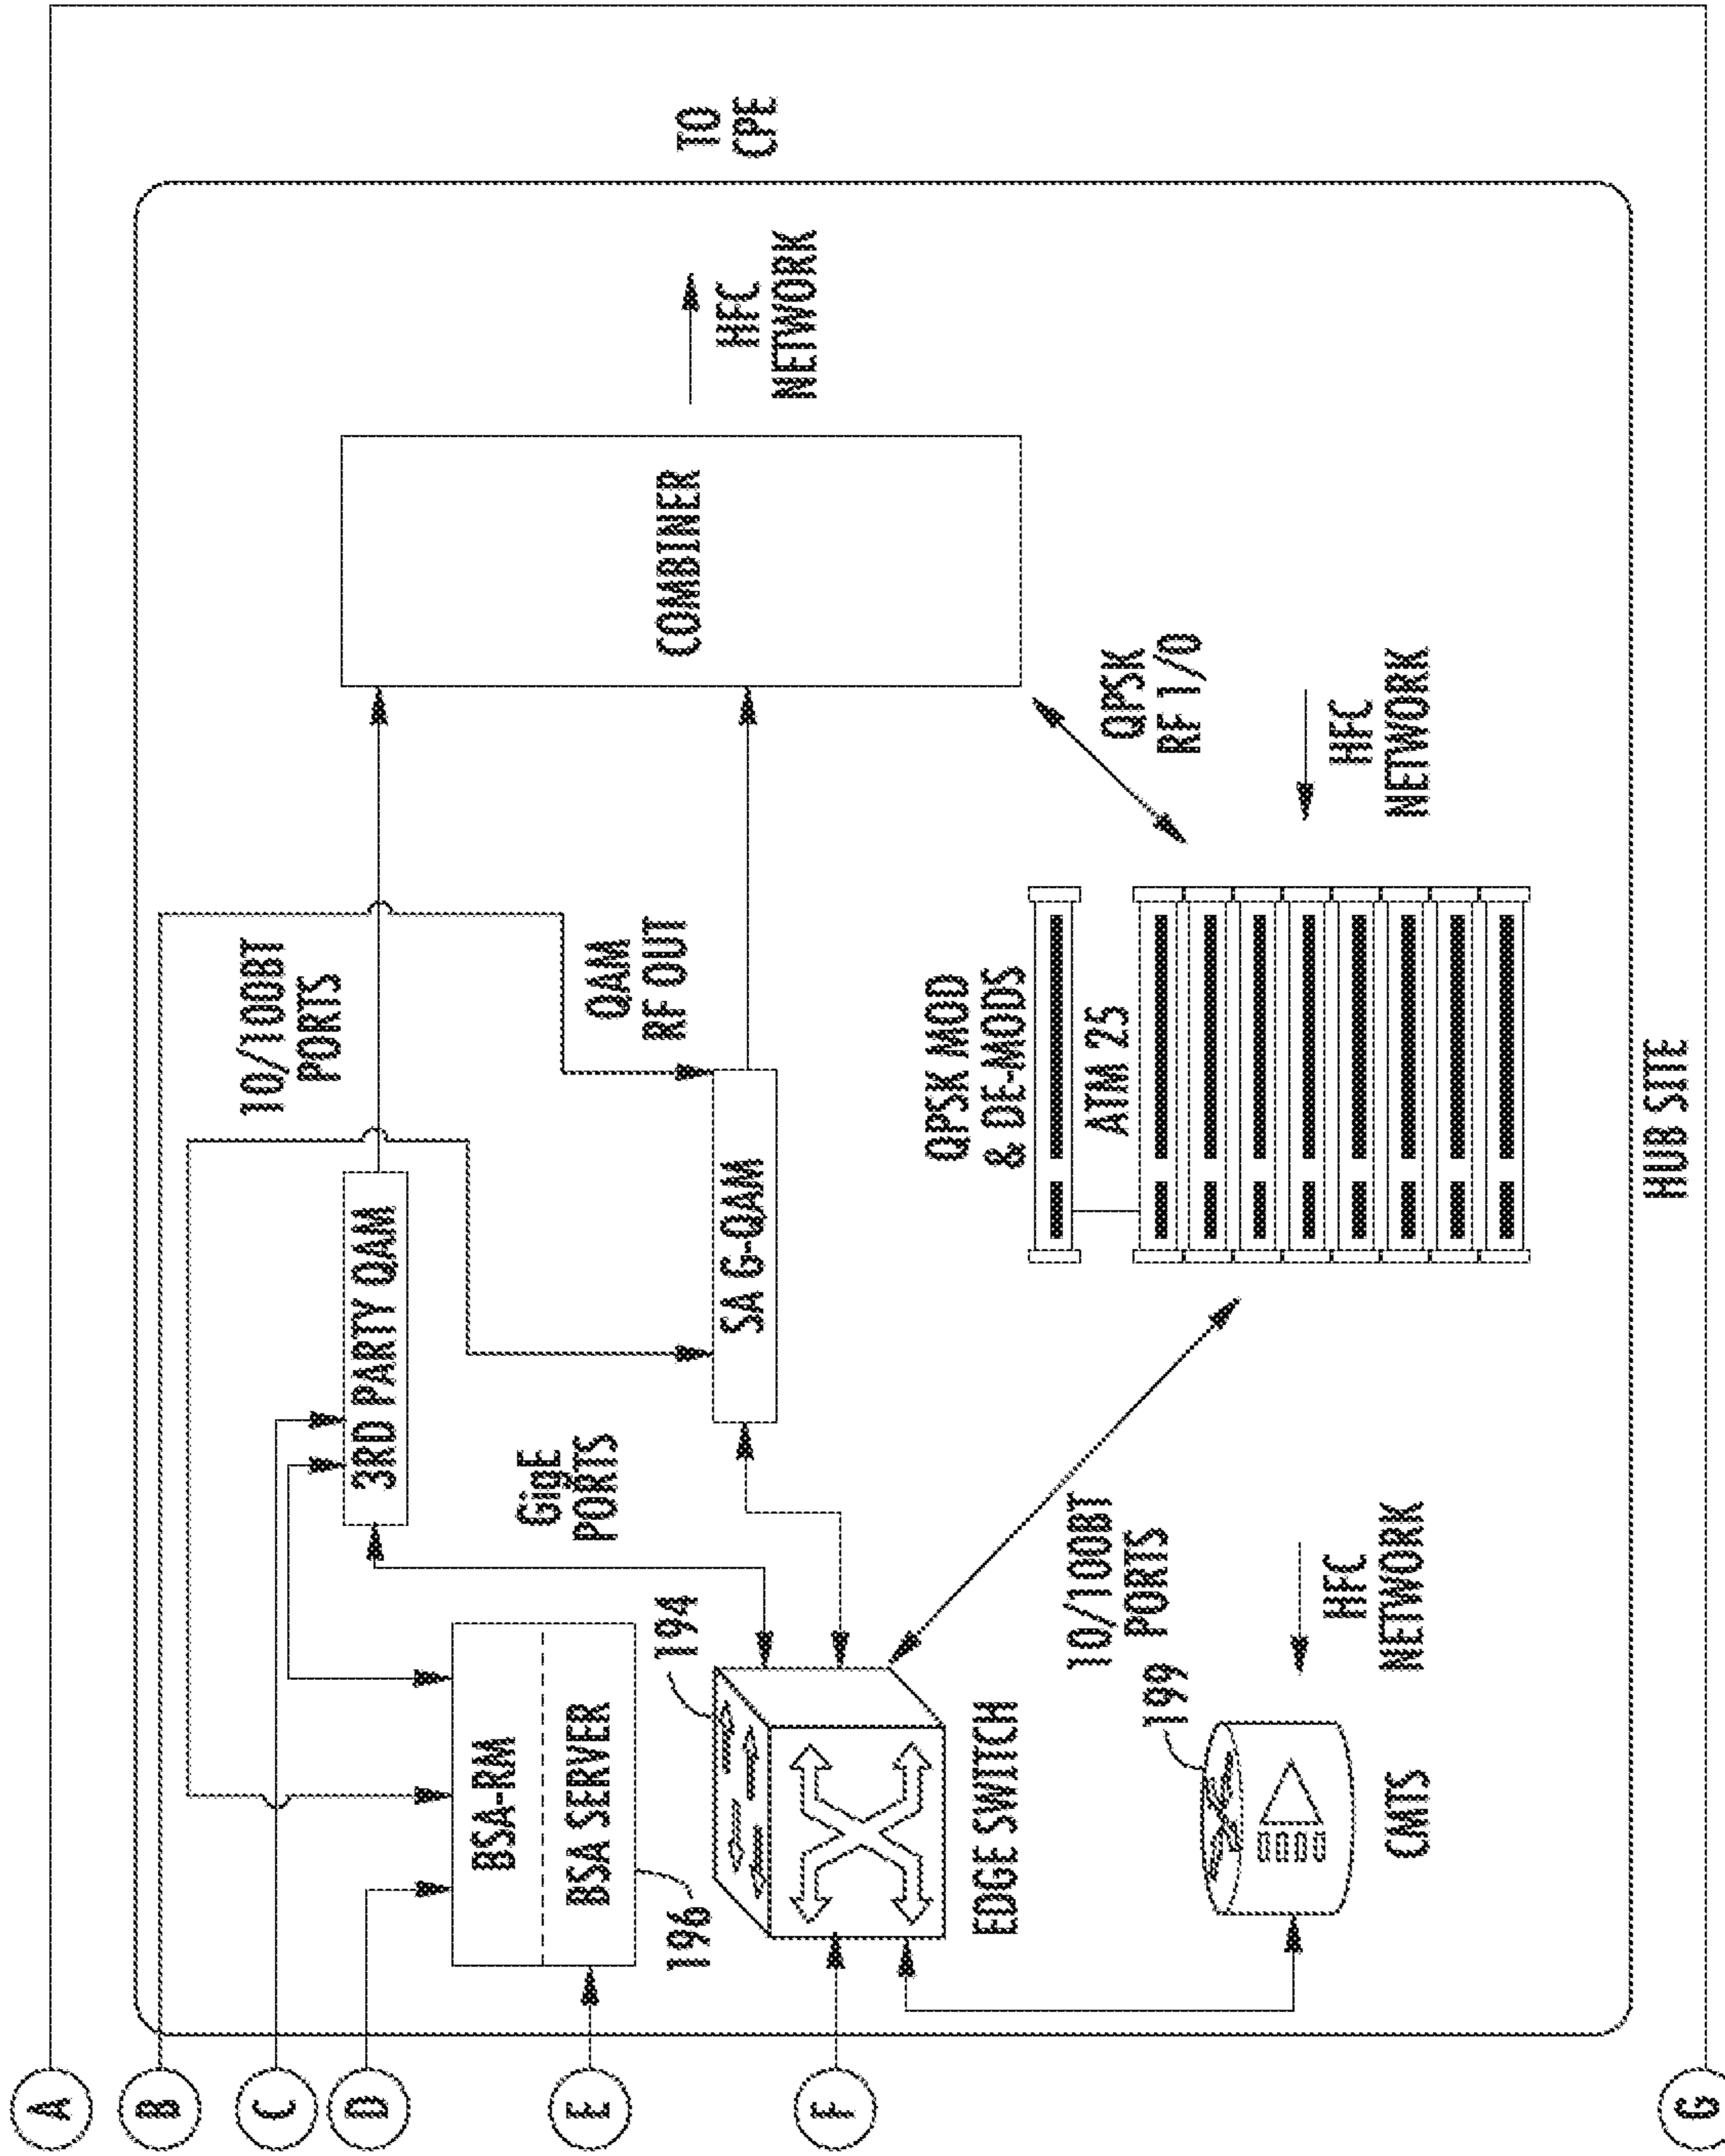 A
B
C
D
E
F
G
10/100BT
PORTS
3RD PARTY QAM
BSA-RM
BSA SERVER
196
194
GigE
PORTS
QAM
RF OUT
SA G-QAM
COMBINER
HFC
NETWORK
TO
CPE
EDGE SWITCH
QPSK MOD
& DE-MODS
ATM 25
QPSK
RF 1/0
HFC
NETWORK
10/100BT
PORTS
199
CMTS
HFC
NETWORK
HUB SITE